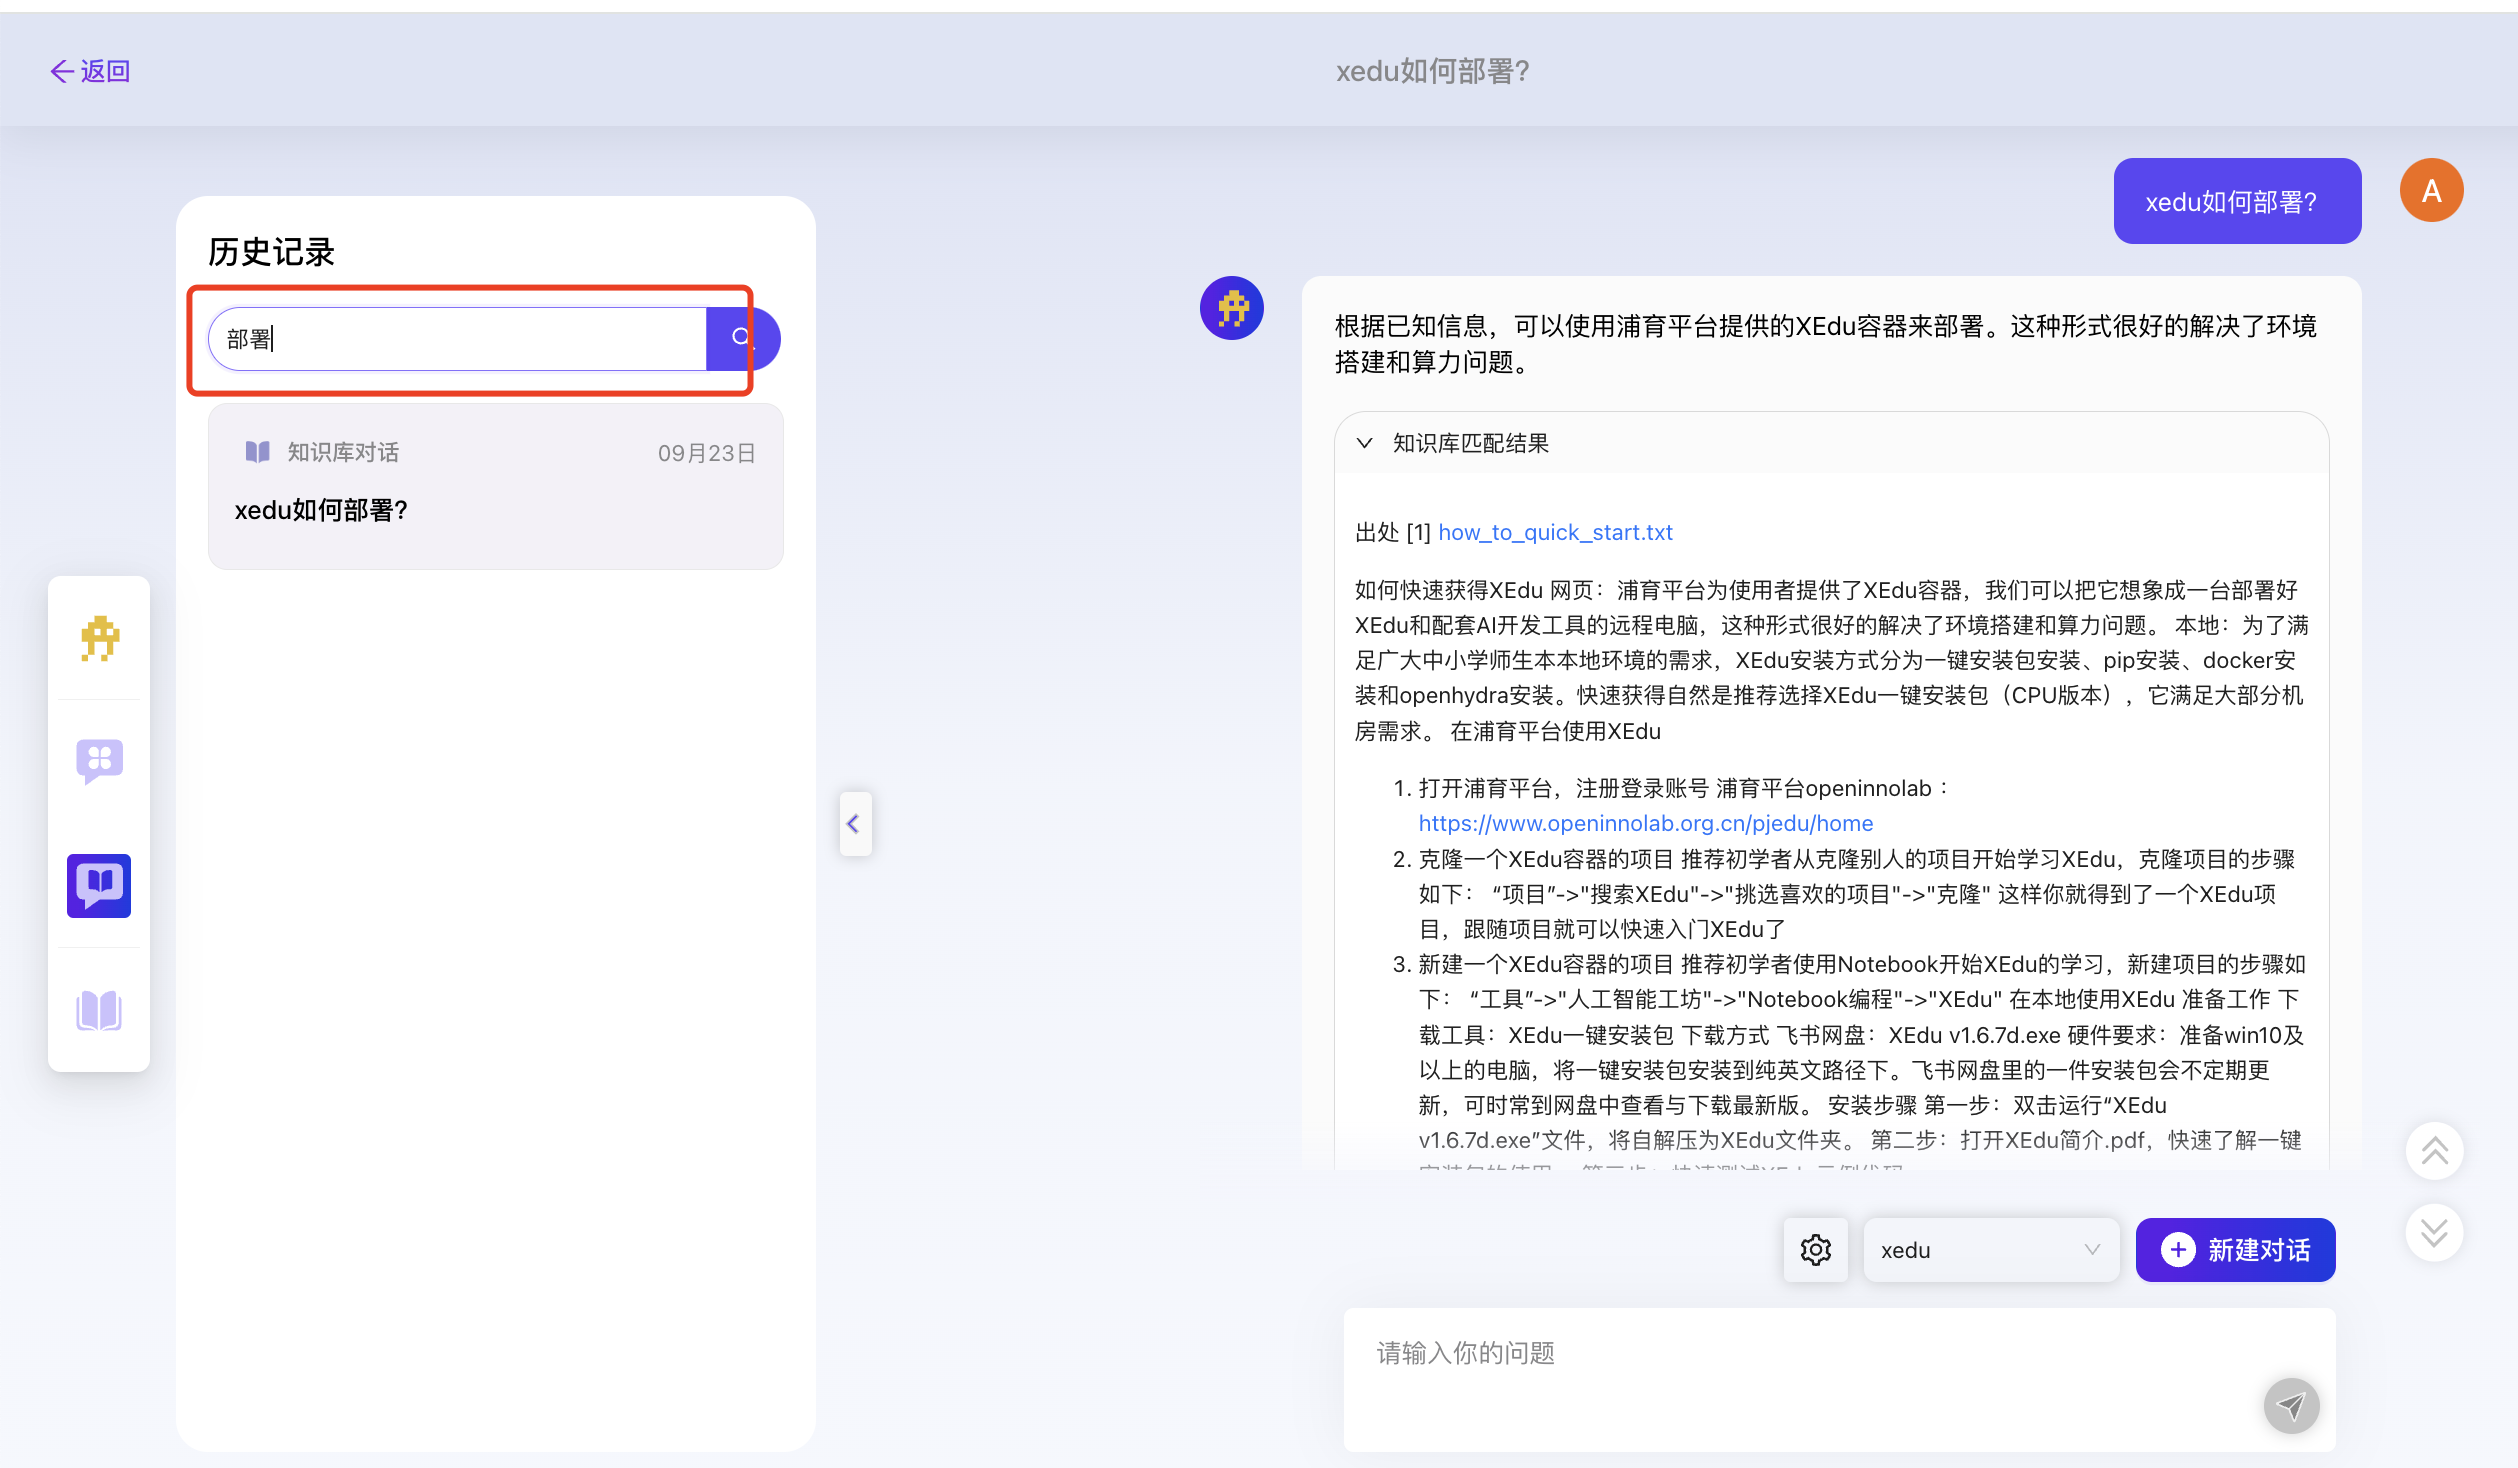 返回
xedu如何部署?
历史记录
部署
知识库对话
09月23日
xedu如何部署?
xedu如何部署?
A
根据已知信息，可以使用浦育平台提供的XEdu容器来部署。这种形式很好的解决了环境
搭建和算力问题。
知识库匹配结果
出处 [1] how_to_quick_start.txt
如何快速获得XEdu 网页：浦育平台为使用者提供了XEdu容器，我们可以把它想象成一台部署好
XEdu和配套AI开发工具的远程电脑，这种形式很好的解决了环境搭建和算力问题。 本地：为了满
足广大中小学师生本本地环境的需求，XEdu安装方式分为一键安装包安装、pip安装、docker安
装和openhydra安装。快速获得自然是推荐选择XEdu一键安装包（CPU版本），它满足大部分机
房需求。 在浦育平台使用XEdu
1. 打开浦育平台，注册登录账号 浦育平台openinnolab：
https://www.openinnolab.org.cn/pjedu/home
2. 克隆一个XEdu容器的项目 推荐初学者从克隆别人的项目开始学习XEdu，克隆项目的步骤
如下： “项目”->"搜索XEdu"->"挑选喜欢的项目"->"克隆" 这样你就得到了一个XEdu项
目，跟随项目就可以快速入门XEdu了
3. 新建一个XEdu容器的项目 推荐初学者使用Notebook开始XEdu的学习，新建项目的步骤如
下： “工具”->"人工智能工坊"->"Notebook编程"->"XEdu" 在本地使用XEdu 准备工作 下
载工具：XEdu一键安装包 下载方式 飞书网盘：XEdu v1.6.7d.exe 硬件要求：准备win10及
以上的电脑，将一键安装包安装到纯英文路径下。飞书网盘里的一件安装包会不定期更
新，可时常到网盘中查看与下载最新版。 安装步骤 第一步：双击运行“XEdu
v1.6.7d.exe”文件，将自解压为XEdu文件夹。 第二步：打开XEdu简介.pdf，快速了解一键
xedu
新建对话
请输入你的问题